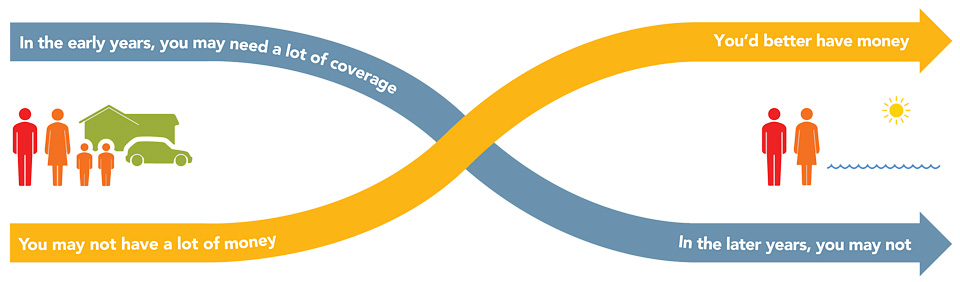 In the early years, you may need a lot of coverage
You'd better have money
You may not have a lot of money
In the later years, you may not